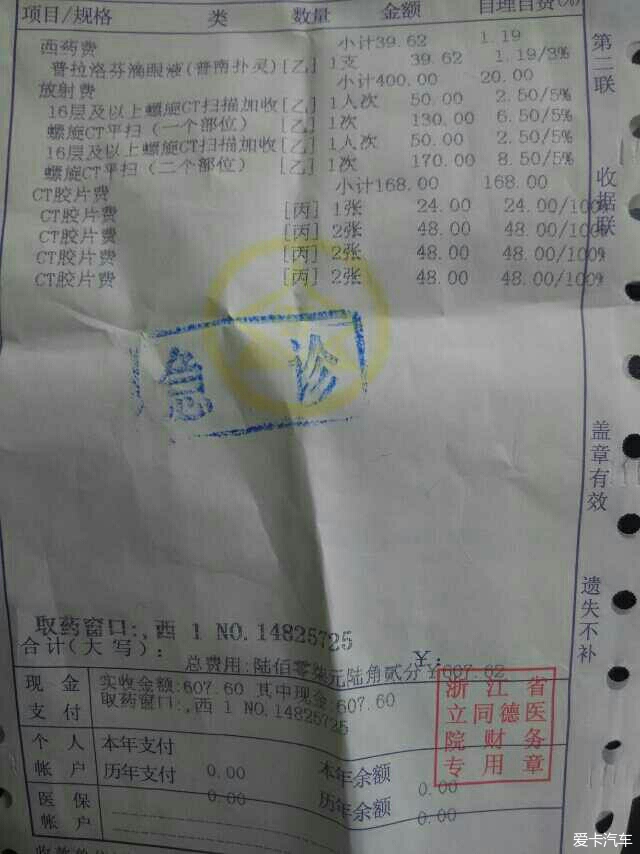 项目/规格 类 数量 金额 自理自费(%)
西药费 小计39.62 1.19
普拉洛芬滴眼液(普南扑灵)[乙]1支 39.62 1.19/3%
放射费 小计400.00 20.00
16层及以上螺旋CT扫描加收[乙]1人次 50.00 2.50/5%
螺旋CT平扫(一个部位) [乙]1次 130.00 6.50/5%
16层及以上螺旋CT扫描加收[乙]1人次 50.00 2.50/5%
螺旋CT平扫(二个部位) [乙]1次 170.00 8.50/5%
CT胶片费 小计168.00 168.00
CT胶片费 [丙]1张 24.00 24.00/100%
CT胶片费 [丙]2张 48.00 48.00/100%
CT胶片费 [丙]2张 48.00 48.00/100%
CT胶片费 [丙]2张 48.00 48.00/100%
第二联
收据联
盖章有效
遗失不补
急诊
取药窗口:,西 1 NO.14825725
合计(大写): ¥:
总费用:陆佰零柒元陆角贰分¥607.62
现金支付 实收金额:607.60 其中现金:607.60
取药窗口:,西 1 NO.14825725
个人帐户 本年支付 0.00 本年余额 0.00
历年支付 0.00 历年余额 0.00
医保帐户
浙江省
立同德医
院财务
专用章
爱卡汽车